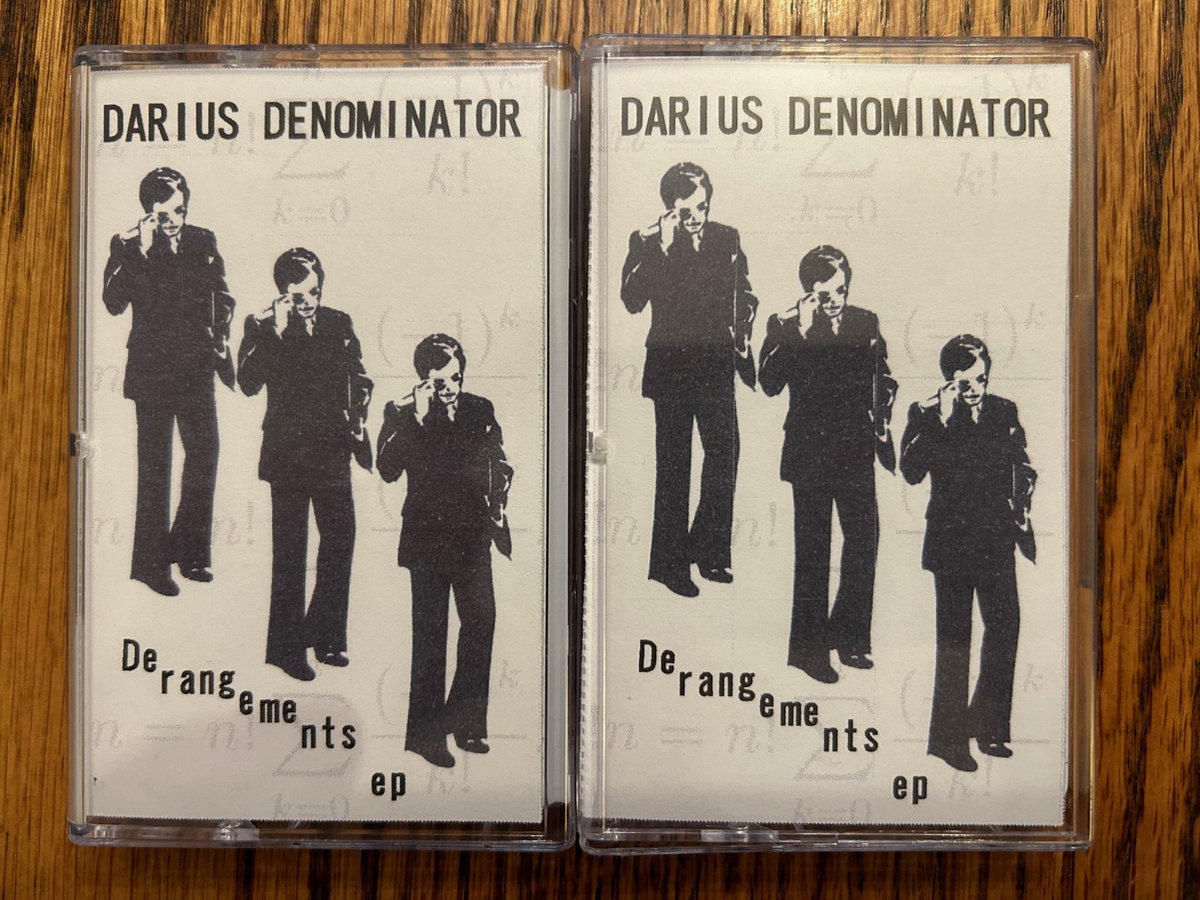 DARIUS DENOMINATOR
Derangements
ep
DARIUS DENOMINATOR
Derangements
ep